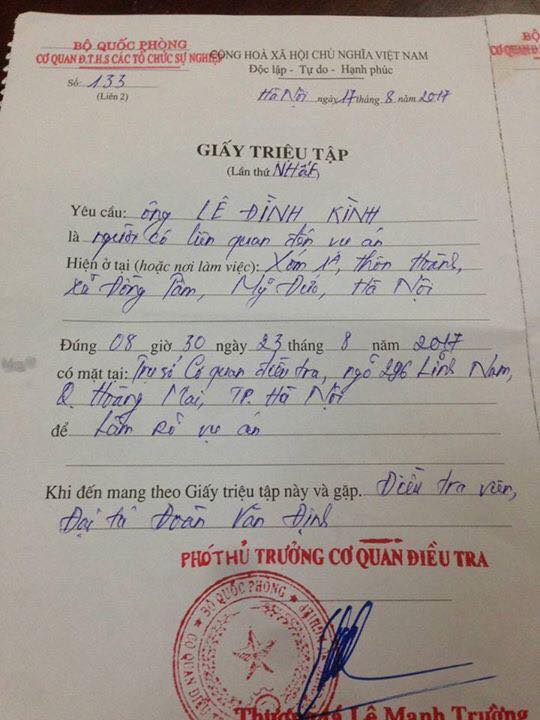 BỘ QUỐC PHÒNG
CƠ QUAN Đ.T.H.S CÁC TỔ CHỨC SỰ NGHIỆP
Số: 133
(Liên 2)
CỘNG HOÀ XÃ HỘI CHỦ NGHĨA VIỆT NAM
Độc lập - Tự do - Hạnh phúc
Hà Nội ngày 17 tháng 8 năm 2017
GIẤY TRIỆU TẬP
(Lần thứ NHẤT)
Yêu cầu: ông LÊ ĐÌNH KÌNH
là người có liên quan đến vụ án
Hiện ở tại (hoặc nơi làm việc): Xóm thôn Hoành,
Xã Đồng Tâm, Mỹ Đức, Hà Nội
Đúng 08 giờ 30 ngày 23 tháng 8 năm 2017
có mặt tại: Trụ sở Cơ quan điều tra, ngõ 296 Lĩnh Nam,
Q. Hoàng Mai, TP. Hà Nội
để Làm rõ vụ án
Khi đến mang theo Giấy triệu tập này và gặp. Điều tra viên,
Đại tá Đoàn Văn Định
PHÓ THỦ TRƯỞNG CƠ QUAN ĐIỀU TRA
BỘ QUỐC PHÒNG
Thượng tá Lê Mạnh Trường
BỘ QUỐC
CƠ QUAN Đ.T.H.S CÁC